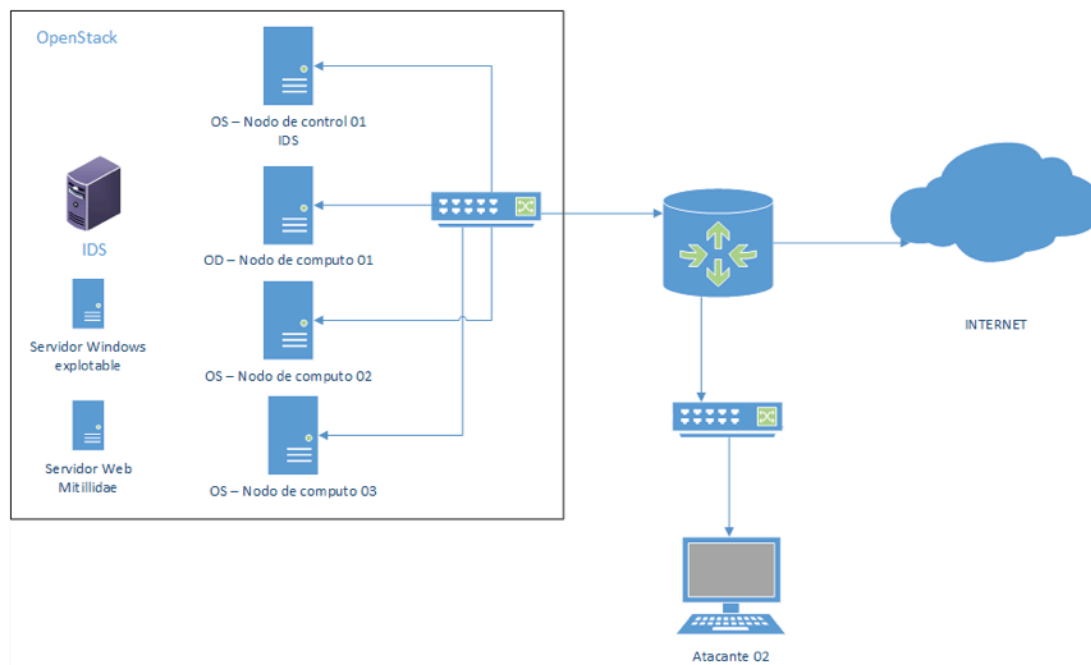 OpenStack
OS – Nodo de control 01
IDS
IDS
OD – Nodo de computo 01
Servidor Windows
explotable
OS – Nodo de computo 02
Servidor Web
Mitillidae
OS – Nodo de computo 03
INTERNET
Atacante 02